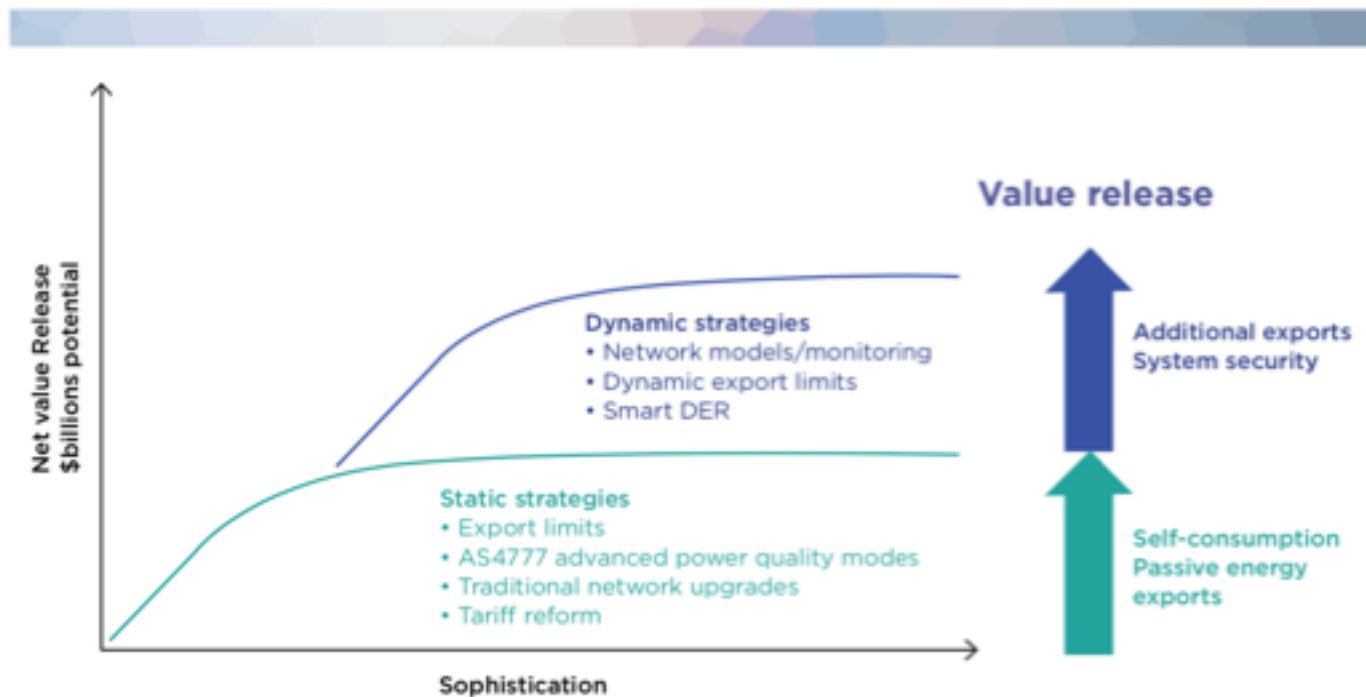 Value release
Net value Release
$billions potential
Dynamic strategies
• Network models/monitoring
• Dynamic export limits
• Smart DER
Additional exports
System security
Static strategies
• Export limits
• AS4777 advanced power quality modes
• Traditional network upgrades
• Tariff reform
Self-consumption
Passive energy
exports
Sophistication